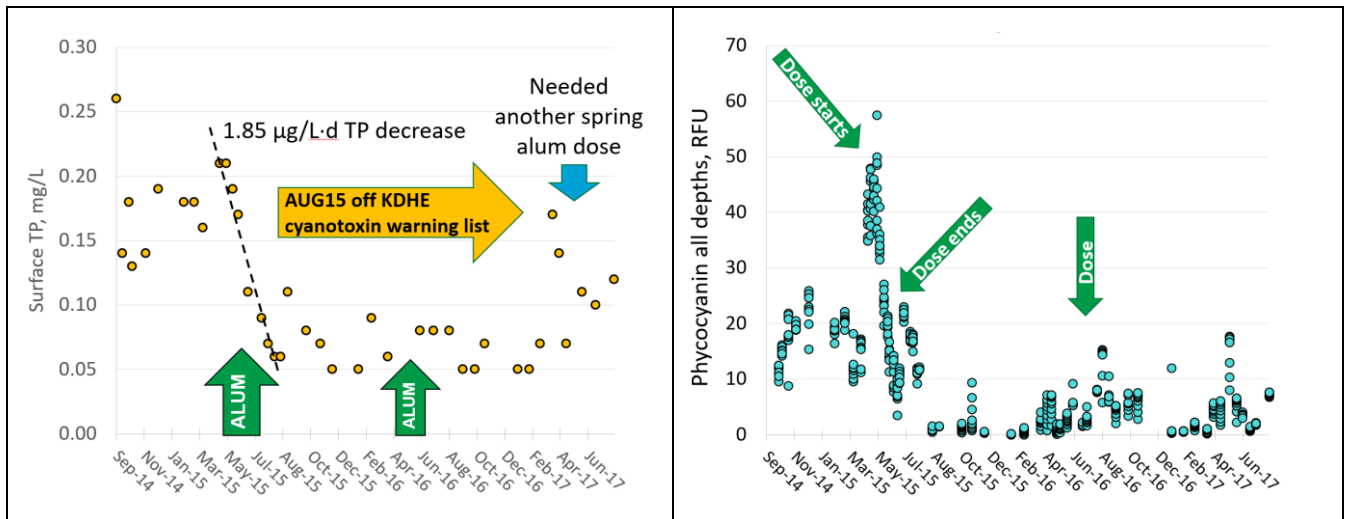 0.30
0.25
0.20
0.15
0.10
0.05
0.00
Surface TP, mg/L
1.85 µg/L·d TP decrease
Needed
another spring
alum dose
AUG15 off KDHE
cyanotoxin warning list
ALUM
ALUM
Sep-14
Nov-14
Jan-15
Mar-15
May-15
Jul-15
Aug-15
Oct-15
Dec-15
Feb-16
Apr-16
Jun-16
Aug-16
Oct-16
Dec-16
Feb-17
Apr-17
Jun-17
70
60
50
40
30
20
10
0
Phycocyanin all depths, RFU
Dose starts
Dose ends
Dose
Sep-14
Nov-14
Jan-15
Mar-15
May-15
Jun-15
Aug-15
Oct-15
Dec-15
Feb-16
Apr-16
Jun-16
Aug-16
Oct-16
Dec-16
Feb-17
Apr-17
Jun-17